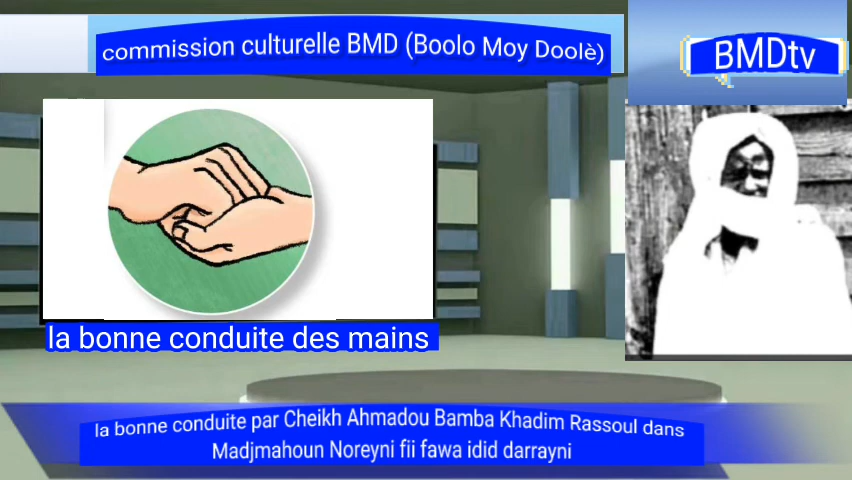 commission culturelle BMD (Boolo Moy Doolè)
BMDtv
la bonne conduite des mains
la bonne conduite par Cheikh Ahmadou Bamba Khadim Rassoul dans
Madjmahoun Noreyni fii fawa idid darrayni